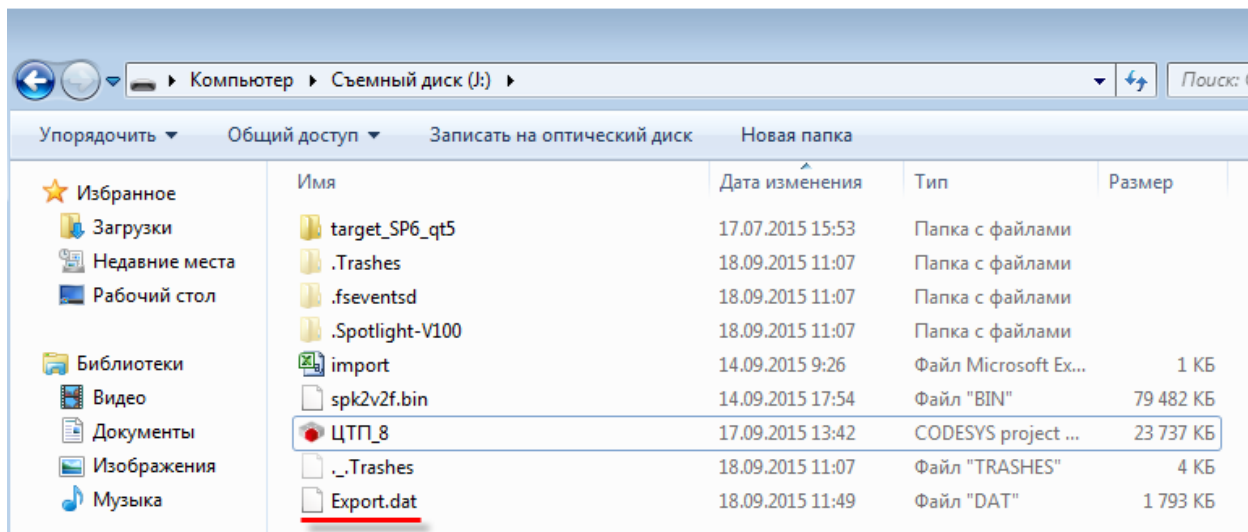 Компьютер ▸ Съемный диск (J:) ▸ Поиск:
Упорядочить Общий доступ Записать на оптический диск Новая папка
Избранное
Загрузки
Недавние места
Рабочий стол
Библиотеки
Видео
Документы
Изображения
Музыка
Имя Дата изменения Тип Размер
target_SP6_qt5 17.07.2015 15:53 Папка с файлами
.Trashes 18.09.2015 11:07 Папка с файлами
.fseventsd 18.09.2015 11:07 Папка с файлами
.Spotlight-V100 18.09.2015 11:07 Папка с файлами
import 14.09.2015 9:26 Файл Microsoft Ex... 1 КБ
spk2v2f.bin 14.09.2015 17:54 Файл "BIN" 79 482 КБ
ЦТП_8 17.09.2015 13:42 CODESYS project ... 23 737 КБ
._.Trashes 18.09.2015 11:07 Файл "TRASHES" 4 КБ
Export.dat 18.09.2015 11:49 Файл "DAT" 1 793 КБ